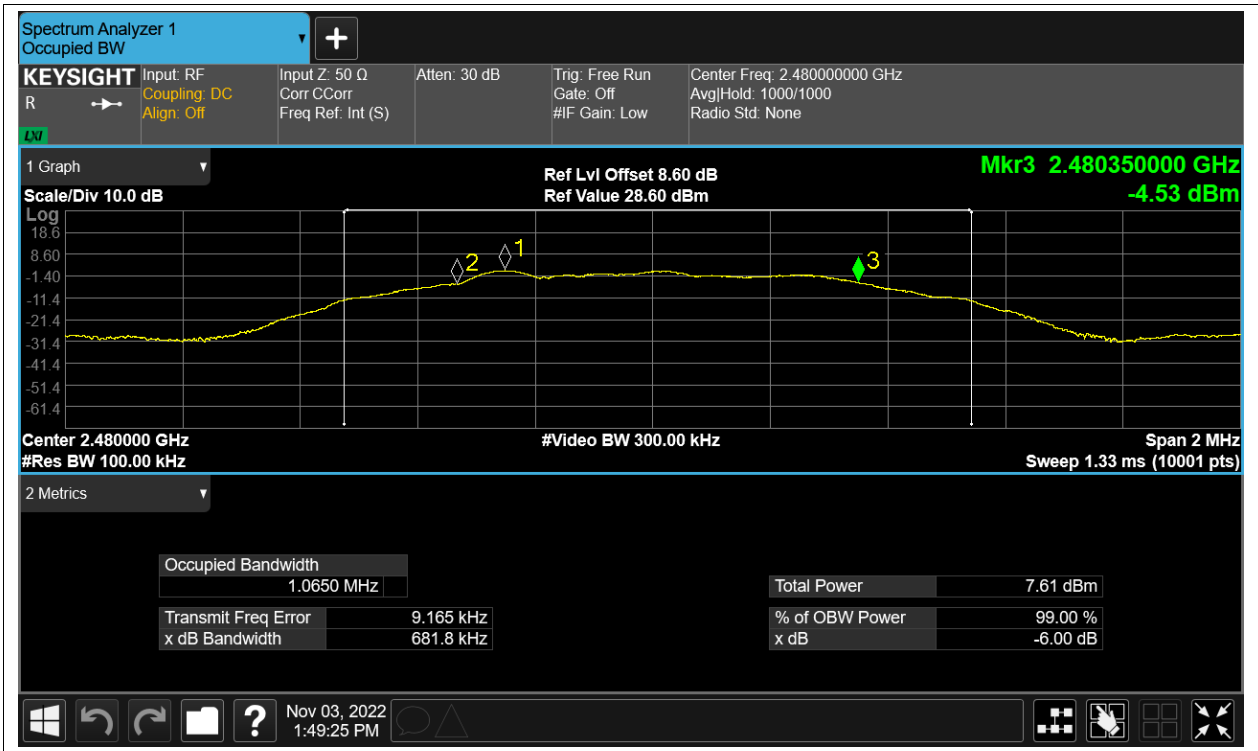 Spectrum Analyzer 1
Occupied BW
KEYSIGHT
R
LXI
Input: RF
Coupling: DC
Align: Off
Input Z: 50 Ω
Corr CCorr
Freq Ref: Int (S)
Atten: 30 dB
Trig: Free Run
Gate: Off
#IF Gain: Low
Center Freq: 2.480000000 GHz
Avg|Hold: 1000/1000
Radio Std: None
1 Graph
Scale/Div 10.0 dB
Ref Lvl Offset 8.60 dB
Ref Value 28.60 dBm
Mkr3 2.480350000 GHz
-4.53 dBm
Log
18.6
8.60
-1.40
-11.4
-21.4
-31.4
-41.4
-51.4
-61.4
2
1
3
Center 2.480000 GHz
#Video BW 300.00 kHz
Span 2 MHz
#Res BW 100.00 kHz
Sweep 1.33 ms (10001 pts)
2 Metrics
Occupied Bandwidth
1.0650 MHz
Transmit Freq Error 9.165 kHz
x dB Bandwidth 681.8 kHz
Total Power 7.61 dBm
% of OBW Power 99.00 %
x dB -6.00 dB
?
Nov 03, 2022
1:49:25 PM